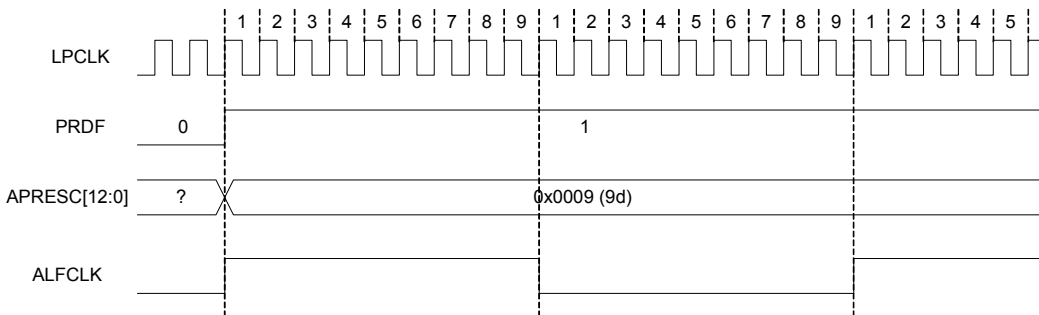 1 2 3 4 5 6 7 8 9 1 2 3 4 5 6 7 8 9 1 2 3 4 5
LPCLK
PRDF 0 1
APRESC[12:0] ? 0x0009 (9d)
ALFCLK